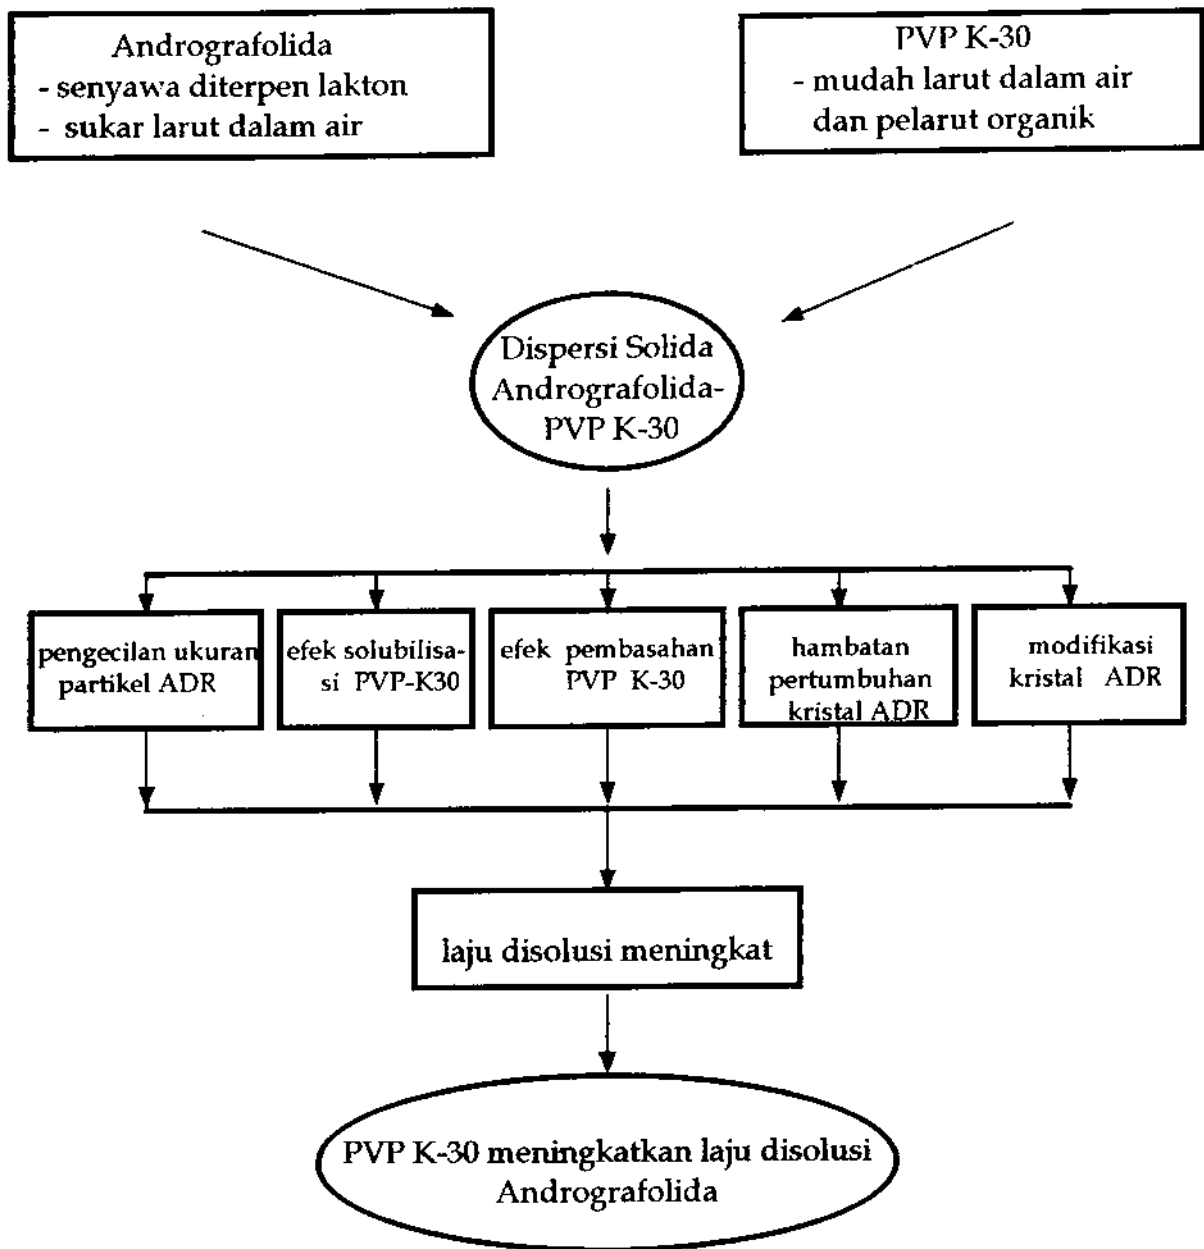 Andrografolida
- senyawa diterpen lakton
- sukar larut dalam air
PVP K-30
- mudah larut dalam air
dan pelarut organik
Dispersi Solida
Andrografolida-
PVP K-30
pengecilan ukuran
partikel ADR
efek solubilisa-
si PVP-K30
efek pembasahan
PVP K-30
hambatan
pertumbuhan
kristal ADR
modifikasi
kristal ADR
laju disolusi meningkat
PVP K-30 meningkatkan laju disolusi
Andrografolida